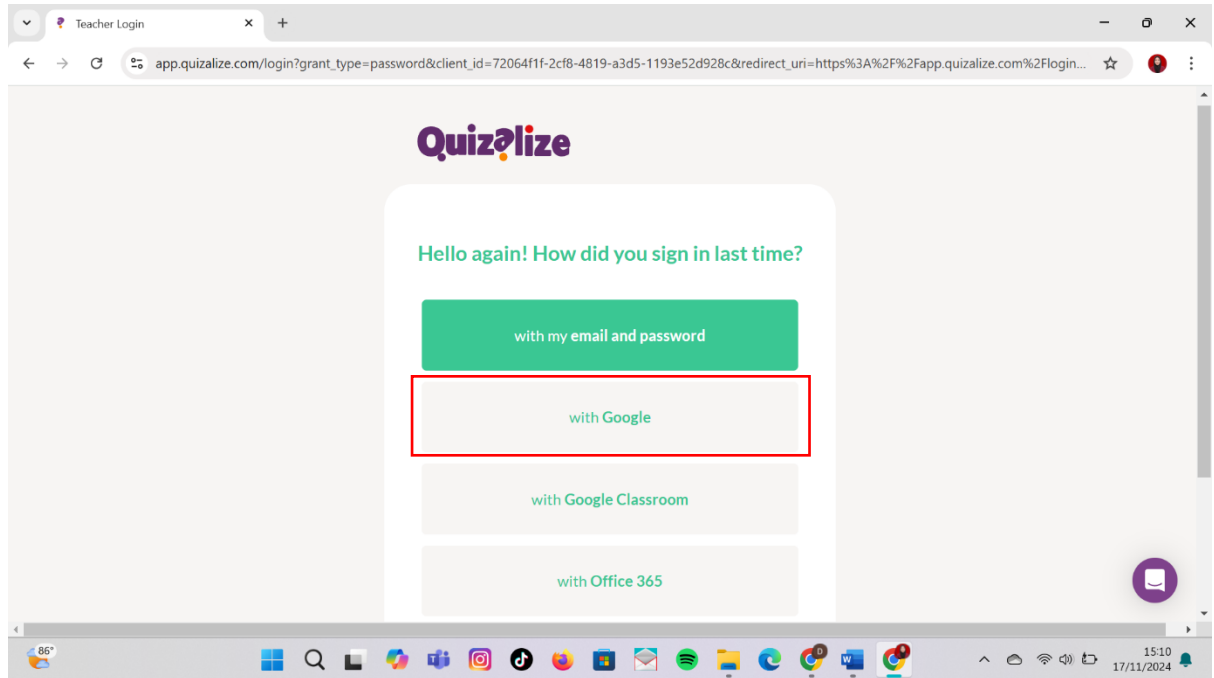 Teacher Login
app.quizalize.com/login?grant_type=password&client_id=72064f1f-2cf8-4819-a3d5-1193e52d928c&redirect_uri=https%3A%2F%2Fapp.quizalize.com%2Flogin...
Quizalize
Hello again! How did you sign in last time?
with my email and password
with Google
with Google Classroom
with Office 365
86°
15:10
17/11/2024